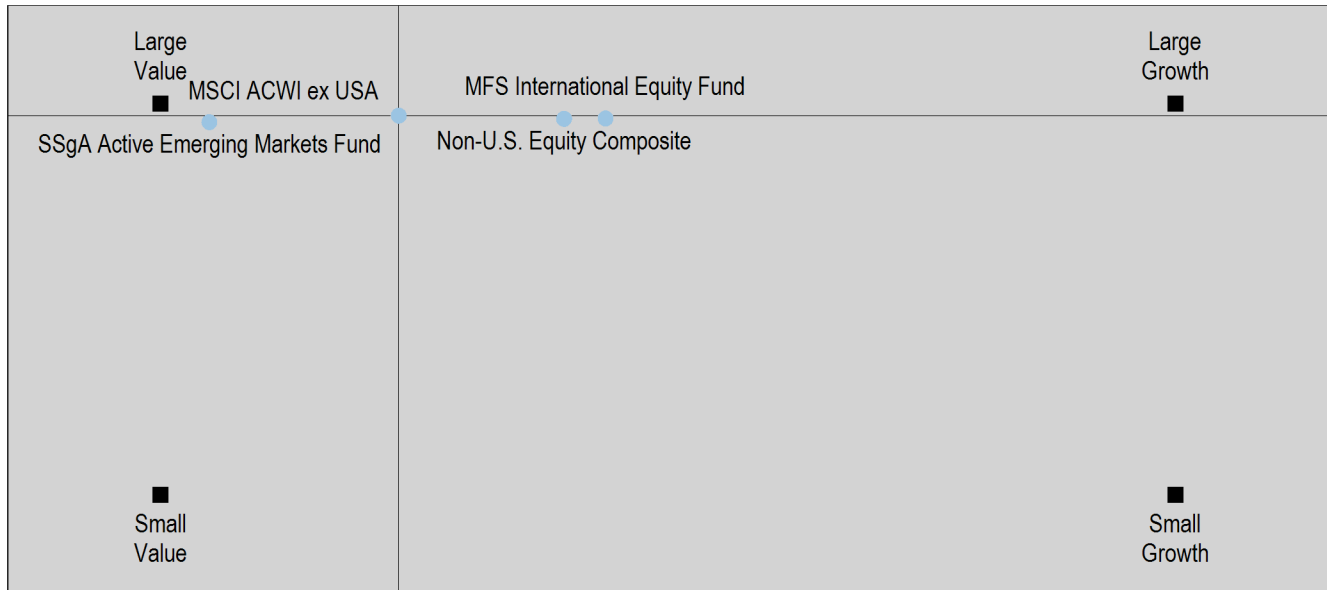 Large
Value
Large
Growth
MSCI ACWI ex USA
MFS International Equity Fund
SSgA Active Emerging Markets Fund
Non-U.S. Equity Composite
Small
Value
Small
Growth